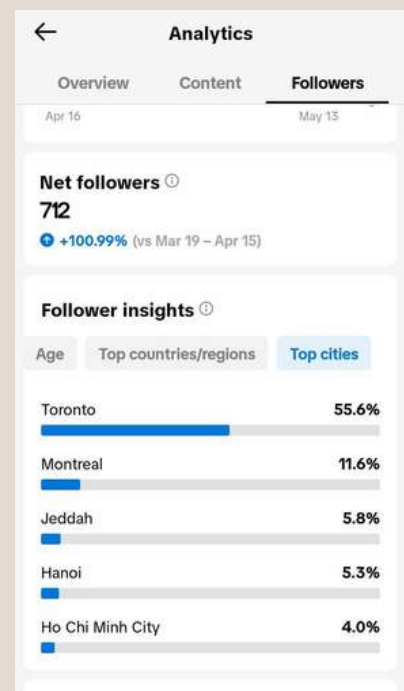 Analytics
Overview Content Followers
Apr 16 May 13
Net followers
712
+100.99% (vs Mar 19 – Apr 15)
Follower insights
Age Top countries/regions Top cities
Toronto 55.6%
Montreal 11.6%
Jeddah 5.8%
Hanoi 5.3%
Ho Chi Minh City 4.0%